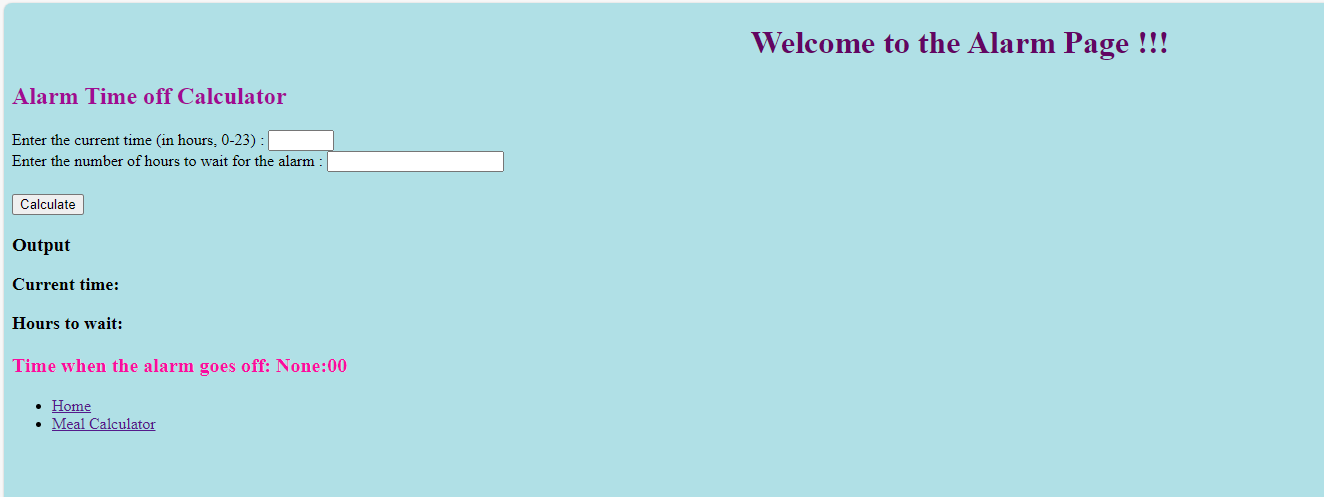 Welcome to the Alarm Page !!!
Alarm Time off Calculator
Enter the current time (in hours, 0-23) :
Enter the number of hours to wait for the alarm :
Calculate
Output
Current time:
Hours to wait:
Time when the alarm goes off: None:00
Home
Meal Calculator